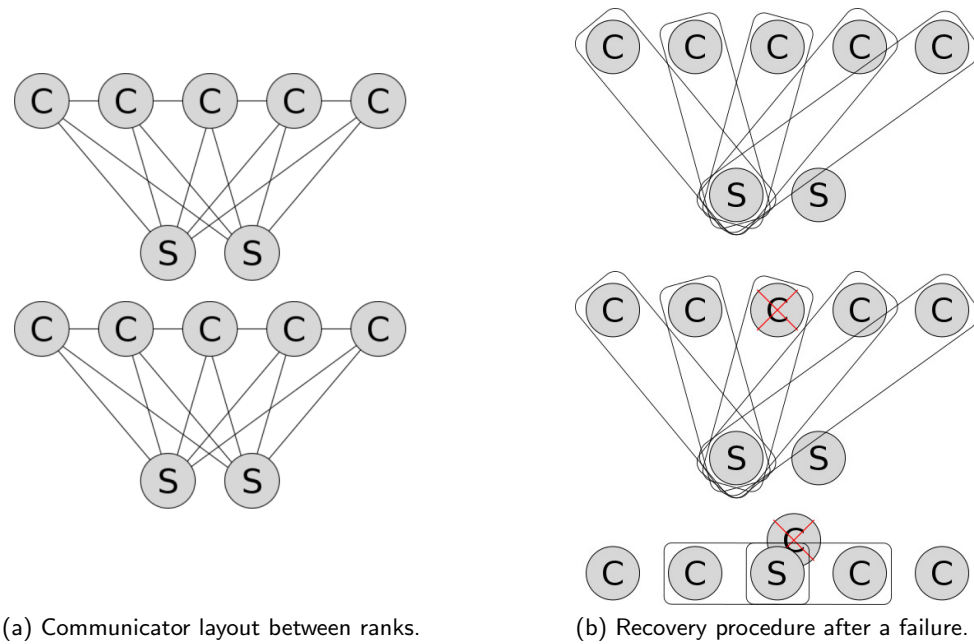 C C C C C
S S
C C C C C
S S
(a) Communicator layout between ranks.
C C C C C
S S
C C C C C
S S
C
C C S C C
(b) Recovery procedure after a failure.